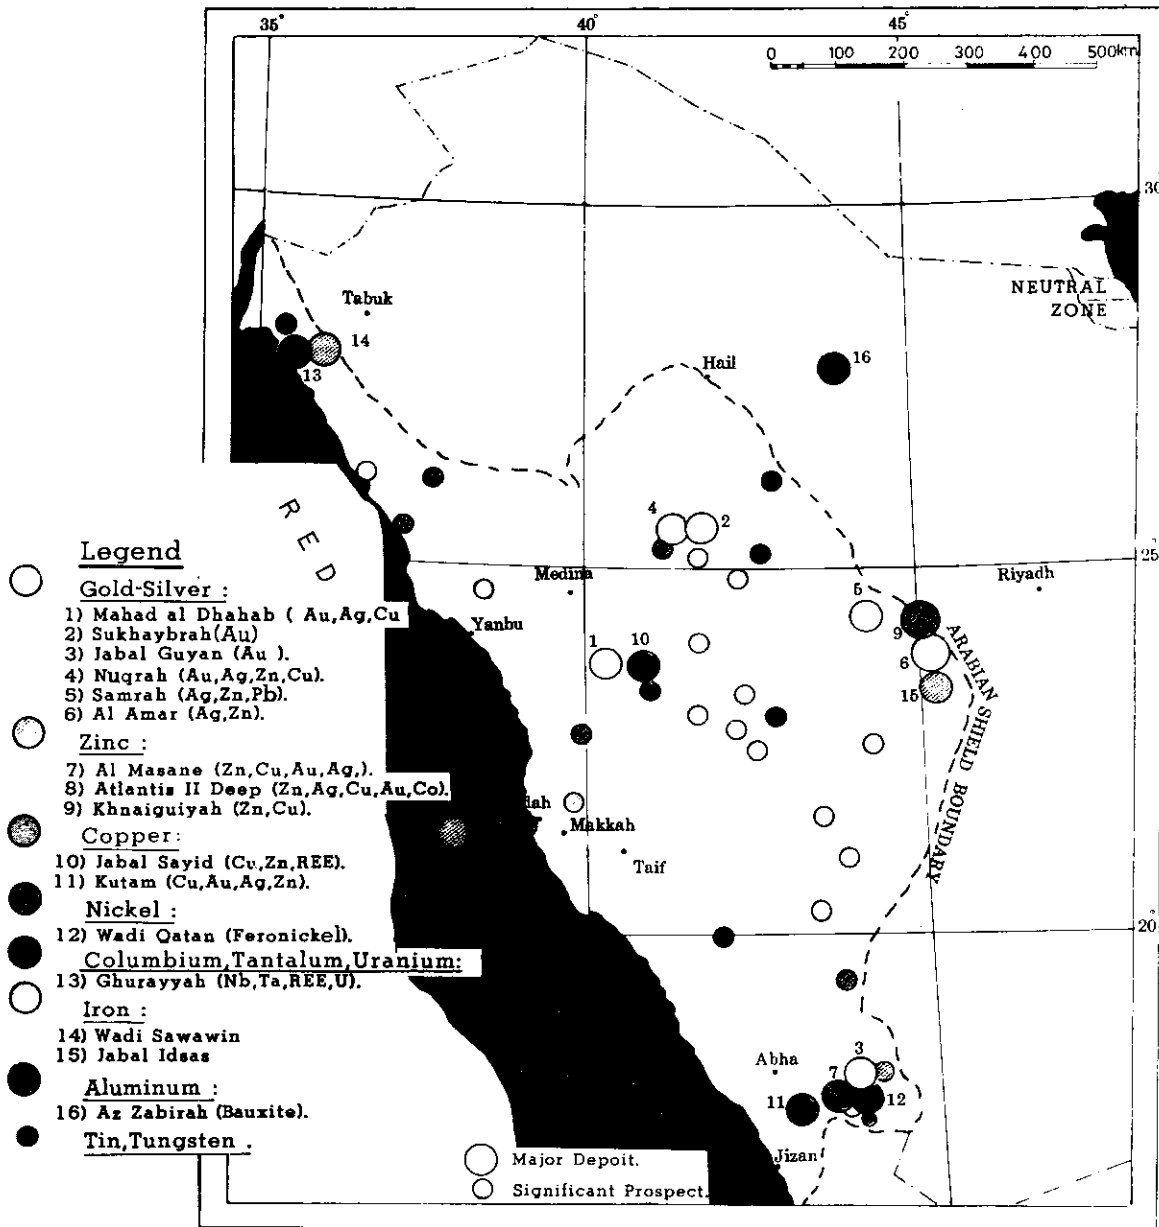 35°
40°
45°
0 100 200 300 400 500km
30
NEUTRAL
ZONE
Tabuk
14
13
Hail
16
RED
4
2
25
Medina
Riyadh
Yanbu
5
9
1
10
6
15
ARABIAN SHIELD BOUNDARY
dah
Makkah
Taif
20
3
Abha
7
11
12
Jizan
Legend
Gold-Silver :
1) Mahad al Dhahab ( Au,Ag,Cu
2) Sukhaybrah(Au)
3) Jabal Guyan (Au ).
4) Nuqrah (Au,Ag,Zn,Cu).
5) Samrah (Ag,Zn,Pb).
6) Al Amar (Ag,Zn).
Zinc :
7) Al Masane (Zn,Cu,Au,Ag,).
8) Atlantis II Deep (Zn,Ag,Cu,Au,Co).
9) Khnaiguiyah (Zn,Cu).
Copper:
10) Jabal Sayid (Cu,Zn,REE).
11) Kutam (Cu,Au,Ag,Zn).
Nickel :
12) Wadi Qatan (Feronickel).
Columbium,Tantalum,Uranium:
13) Ghurayyah (Nb,Ta,REE,U).
Iron :
14) Wadi Sawawin
15) Jabal Idsas
Aluminum :
16) Az Zabirah (Bauxite).
Tin,Tungsten .
Major Depoit.
Significant Prospect.